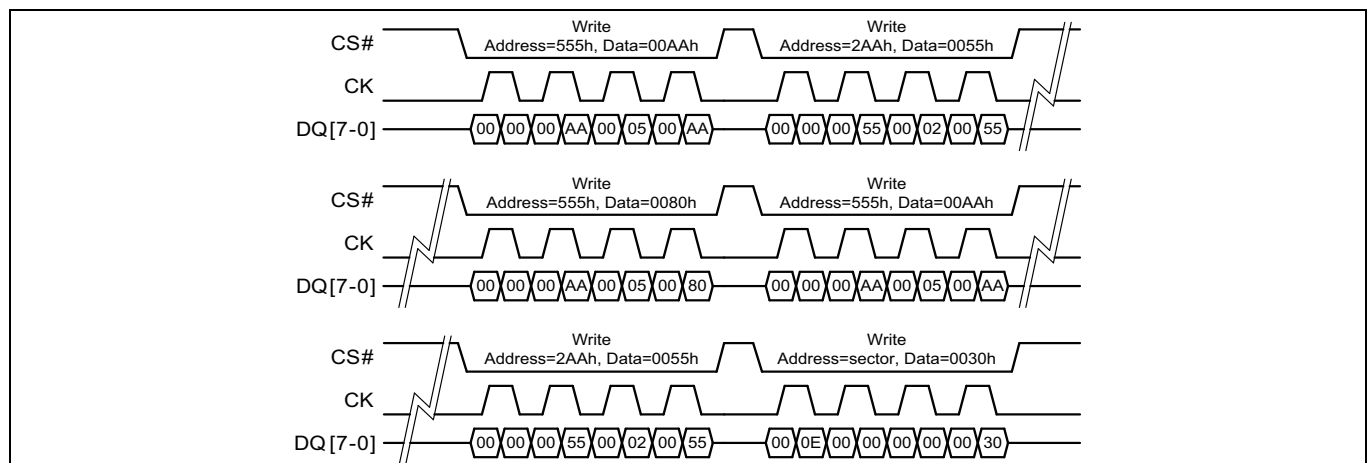 Write Write
CS# Address=555h, Data=00AAh Address=2AAh, Data=0055h
CK
DQ[7-0] 00 00 00 AA 00 05 00 AA 00 00 00 55 00 02 00 55
Write Write
CS# Address=555h, Data=0080h Address=555h, Data=00AAh
CK
DQ[7-0] 00 00 00 AA 00 05 00 80 00 00 00 AA 00 05 00 AA
Write Write
CS# Address=2AAh, Data=0055h Address=sector, Data=0030h
CK
DQ[7-0] 00 00 00 55 00 02 00 55 00 0E 00 00 00 00 00 30